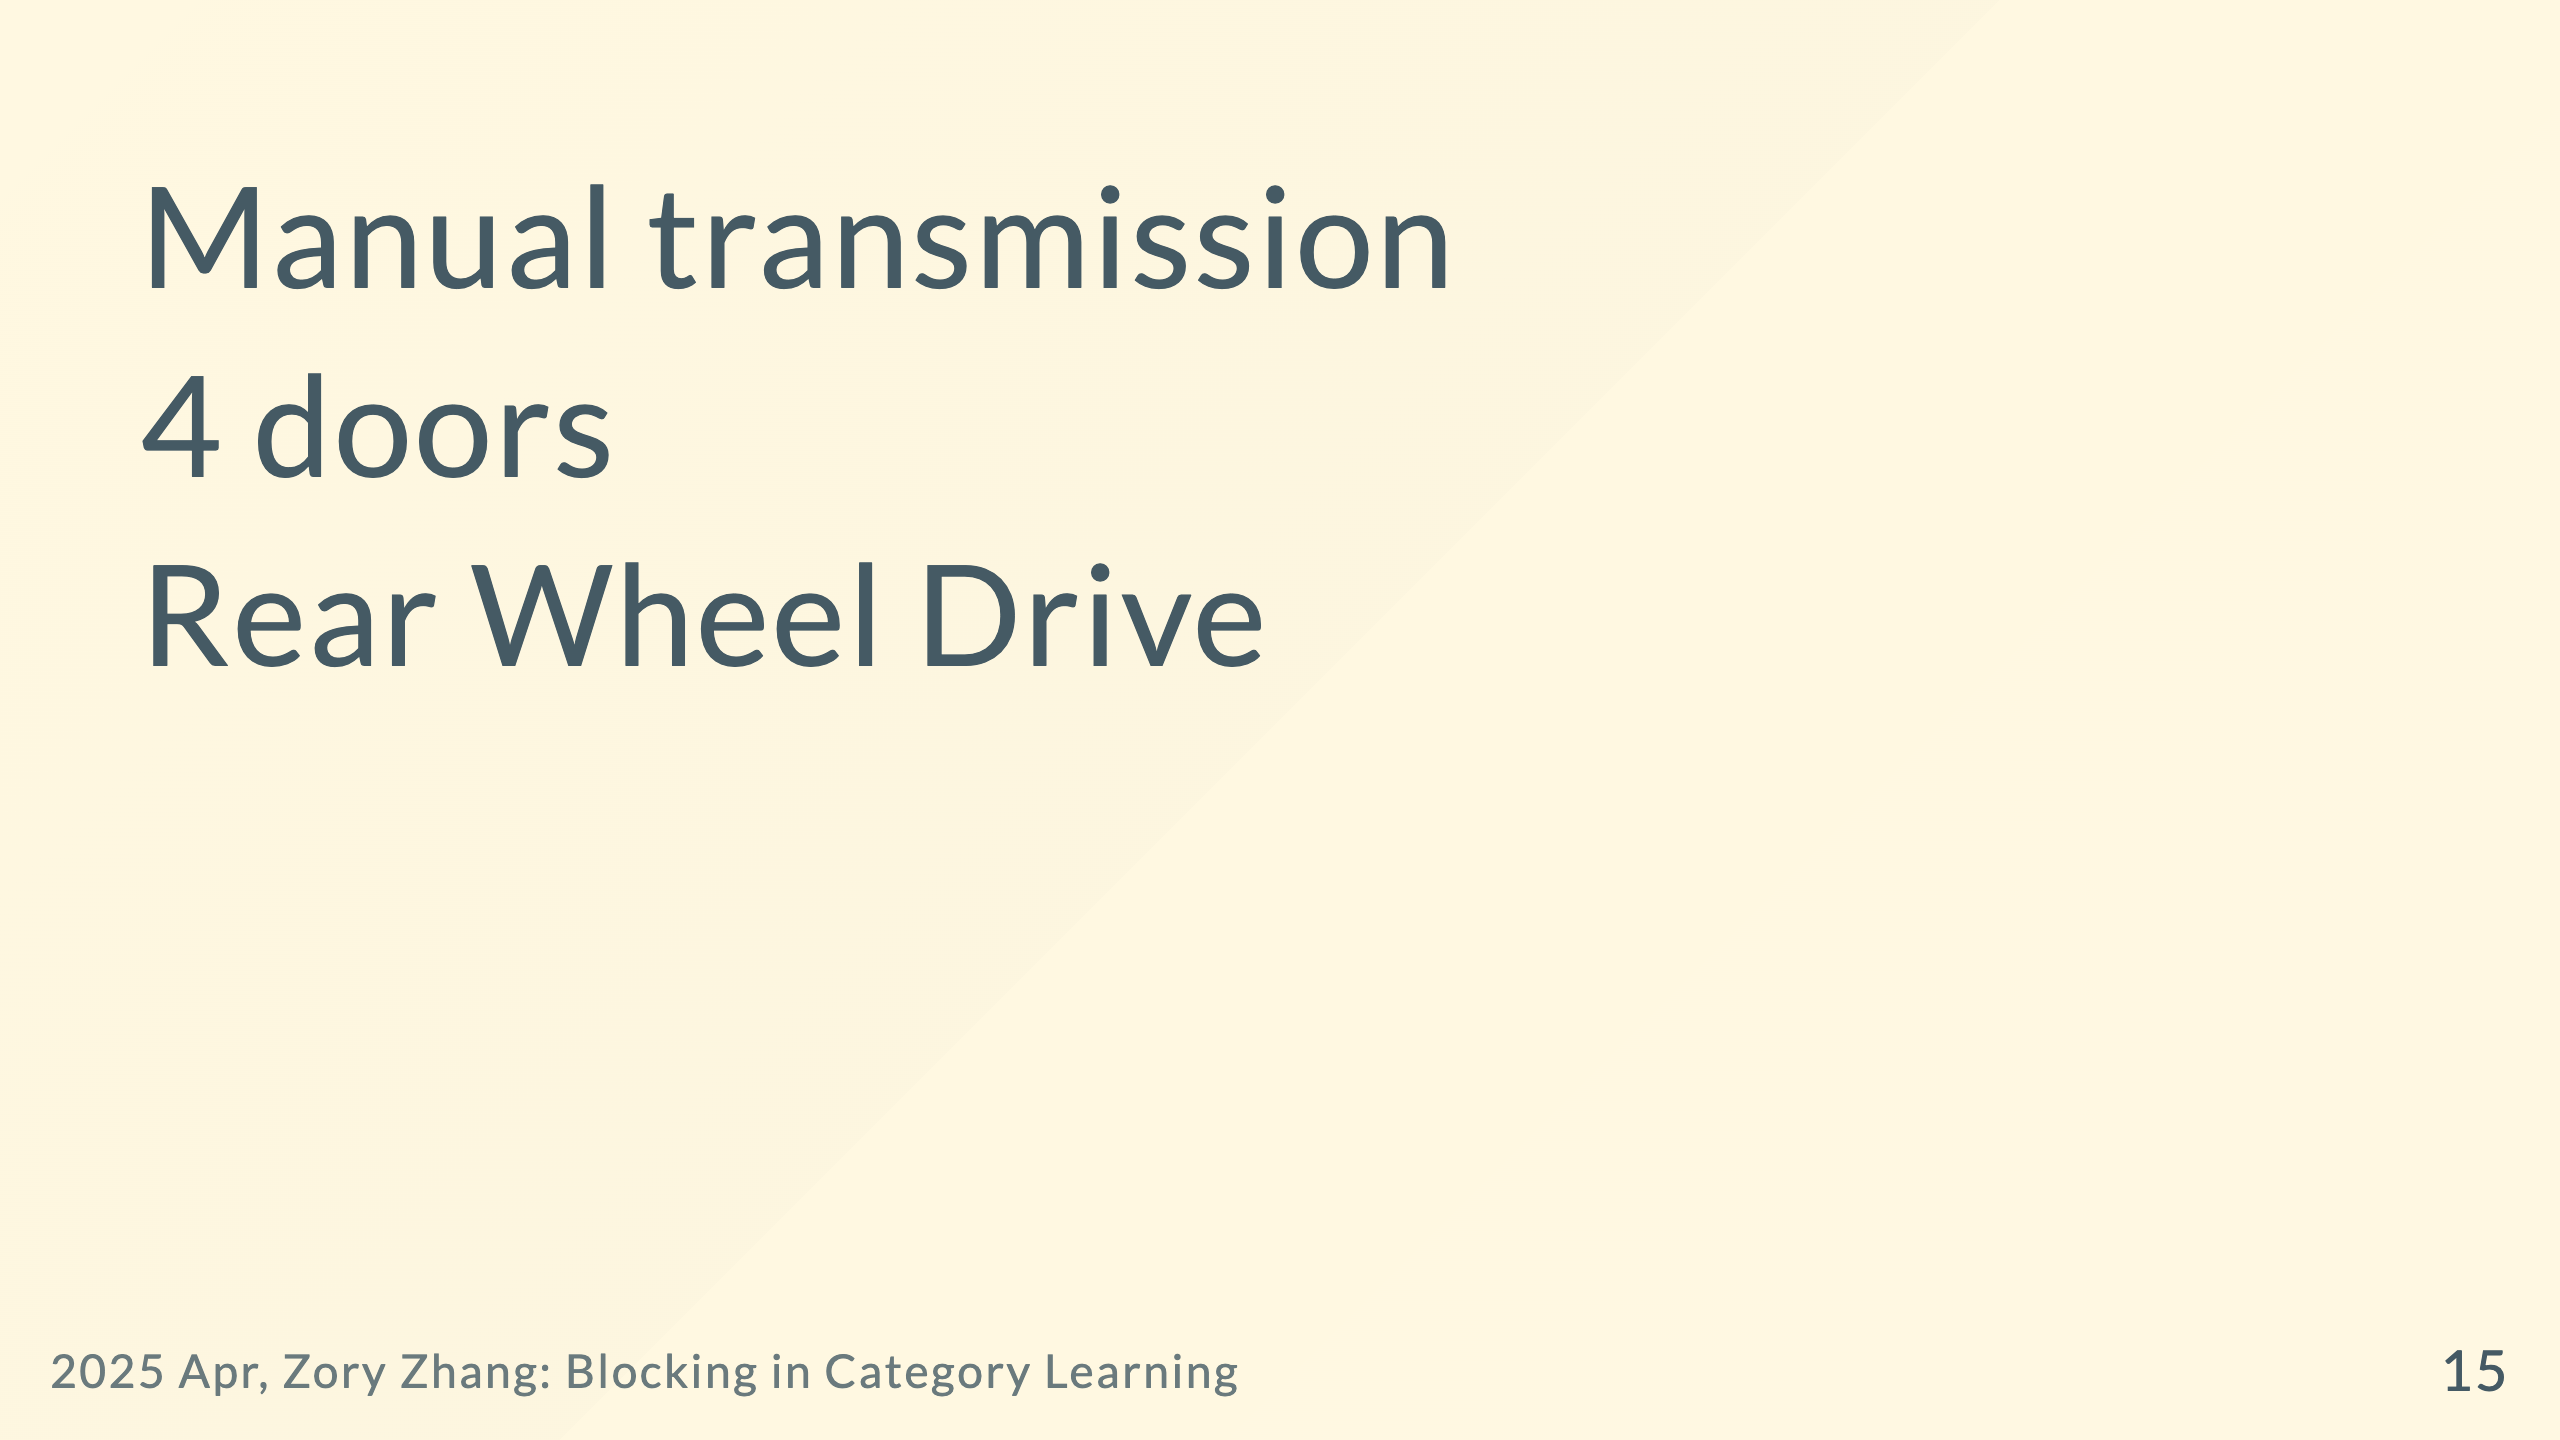 Manual transmission
4 doors
Rear Wheel Drive
2025 Apr, Zory Zhang: Blocking in Category Learning
15